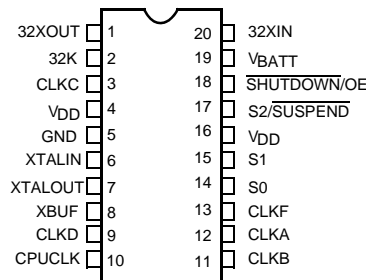 32XOUT 1 20 32XIN
32K 2 19 VBATT
CLKC 3 18 SHUTDOWN/OE
VDD 4 17 S2/SUSPEND
GND 5 16 VDD
XTALIN 6 15 S1
XTALOUT 7 14 S0
XBUF 8 13 CLKF
CLKD 9 12 CLKA
CPUCLK 10 11 CLKB